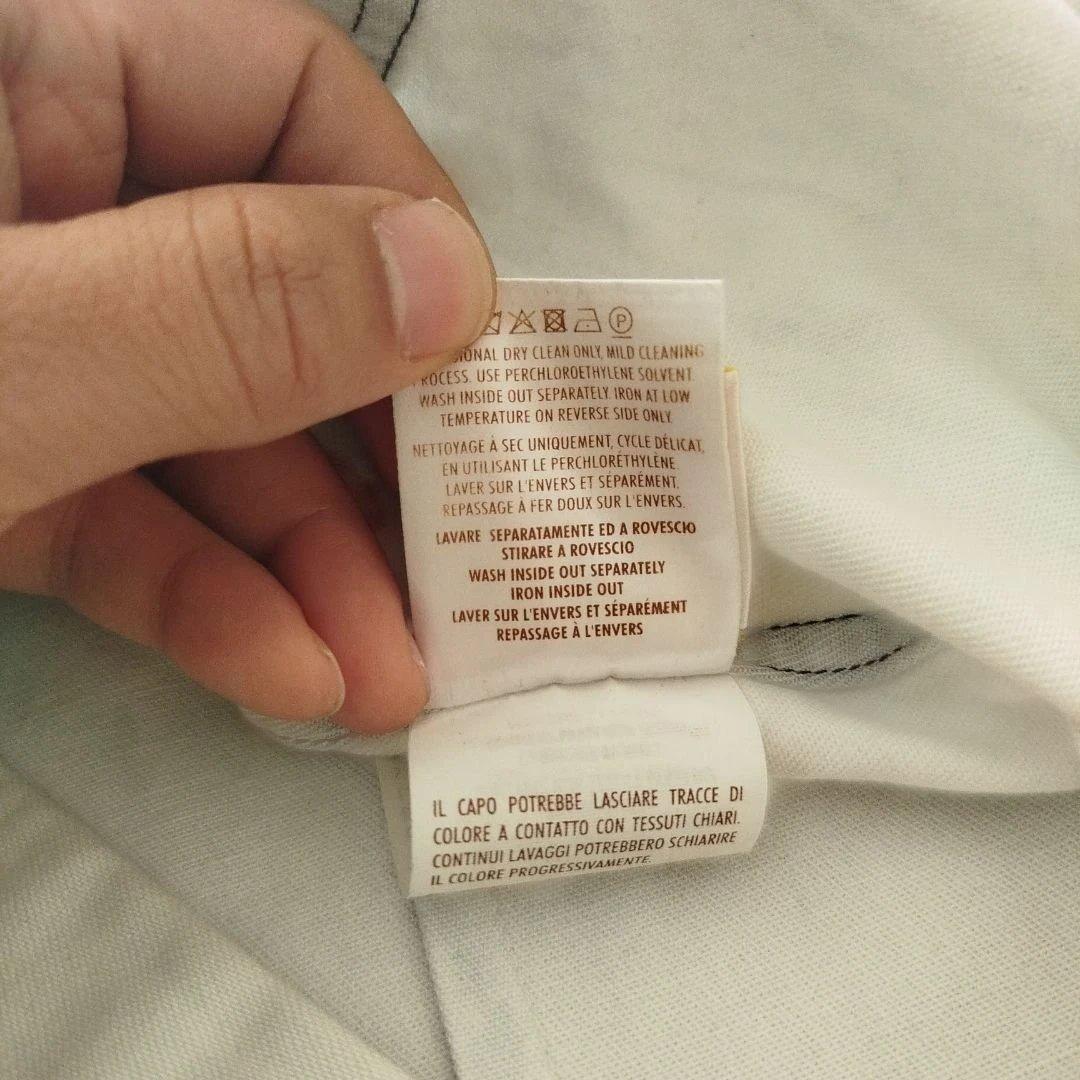 P
DRY CLEAN ONLY, MILD CLEANING
PROCESS. USE PERCHLOROETHYLENE SOLVENT
WASH INSIDE OUT SEPARATELY. IRON AT LOW
TEMPERATURE ON REVERSE SIDE ONLY.
NETTOYAGE À SEC UNIQUEMENT, CYCLE DÉLICAT,
EN UTILISANT LE PERCHLORÉTHYLÈNE.
LAVER SUR L'ENVERS ET SÉPARÉMENT.
REPASSAGE À FER DOUX SUR L'ENVERS.
LAVARE SEPARATAMENTE ED A ROVESCIO
STIRARE A ROVESCIO
WASH INSIDE OUT SEPARATELY
IRON INSIDE OUT
LAVER SUR L'ENVERS ET SÉPARÉMENT
REPASSAGE À L'ENVERS
IL CAPO POTREBBE LASCIARE TRACCE DI
COLORE A CONTATTO CON TESSUTI CHIARI.
CONTINUI LAVAGGI POTREBBERO SCHIARIRE
IL COLORE PROGRESSIVAMENTE.